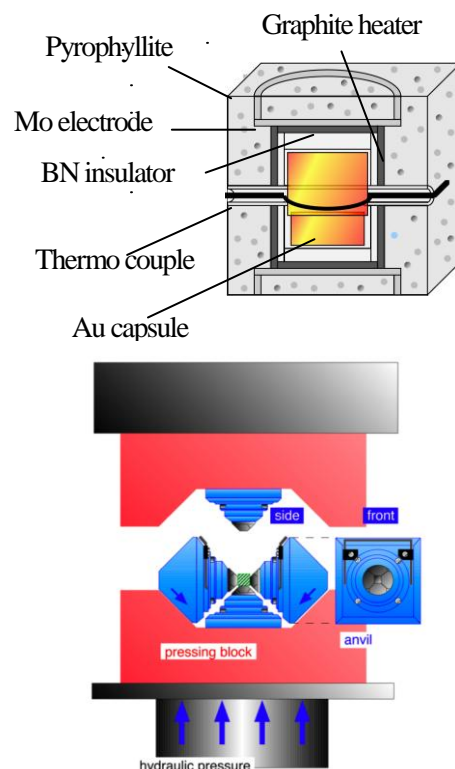 Graphite heater
Pyrophyllite
Mo electrode
BN insulator
Thermo couple
Au capsule
side
front
anvil
pressing block
hydraulic pressure